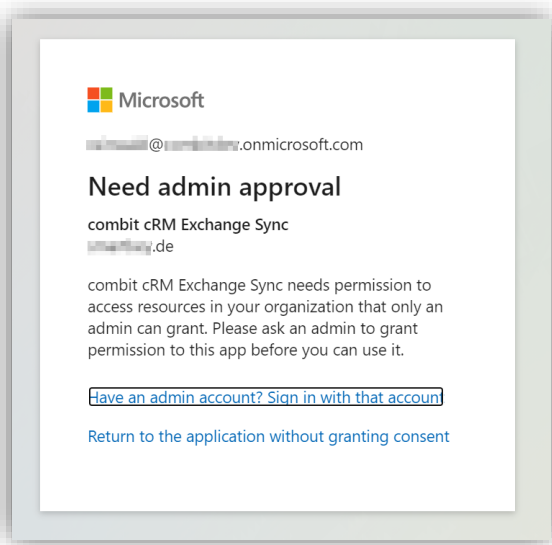 Microsoft
@ .onmicrosoft.com
Need admin approval
combit cRM Exchange Sync
.de
combit cRM Exchange Sync needs permission to
access resources in your organization that only an
admin can grant. Please ask an admin to grant
permission to this app before you can use it.
Have an admin account? Sign in with that account
Return to the application without granting consent